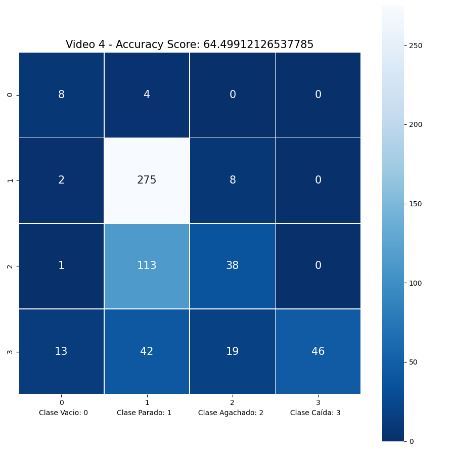 Video 4 - Accuracy Score: 64.49912126537785
0 8 4 0 0
1 2 275 8 0
2 1 113 38 0
3 13 42 19 46
0 1 2 3
Clase Vacio: 0 Clase Parado: 1 Clase Agachado: 2 Clase Caída: 3
250
200
150
100
50
0